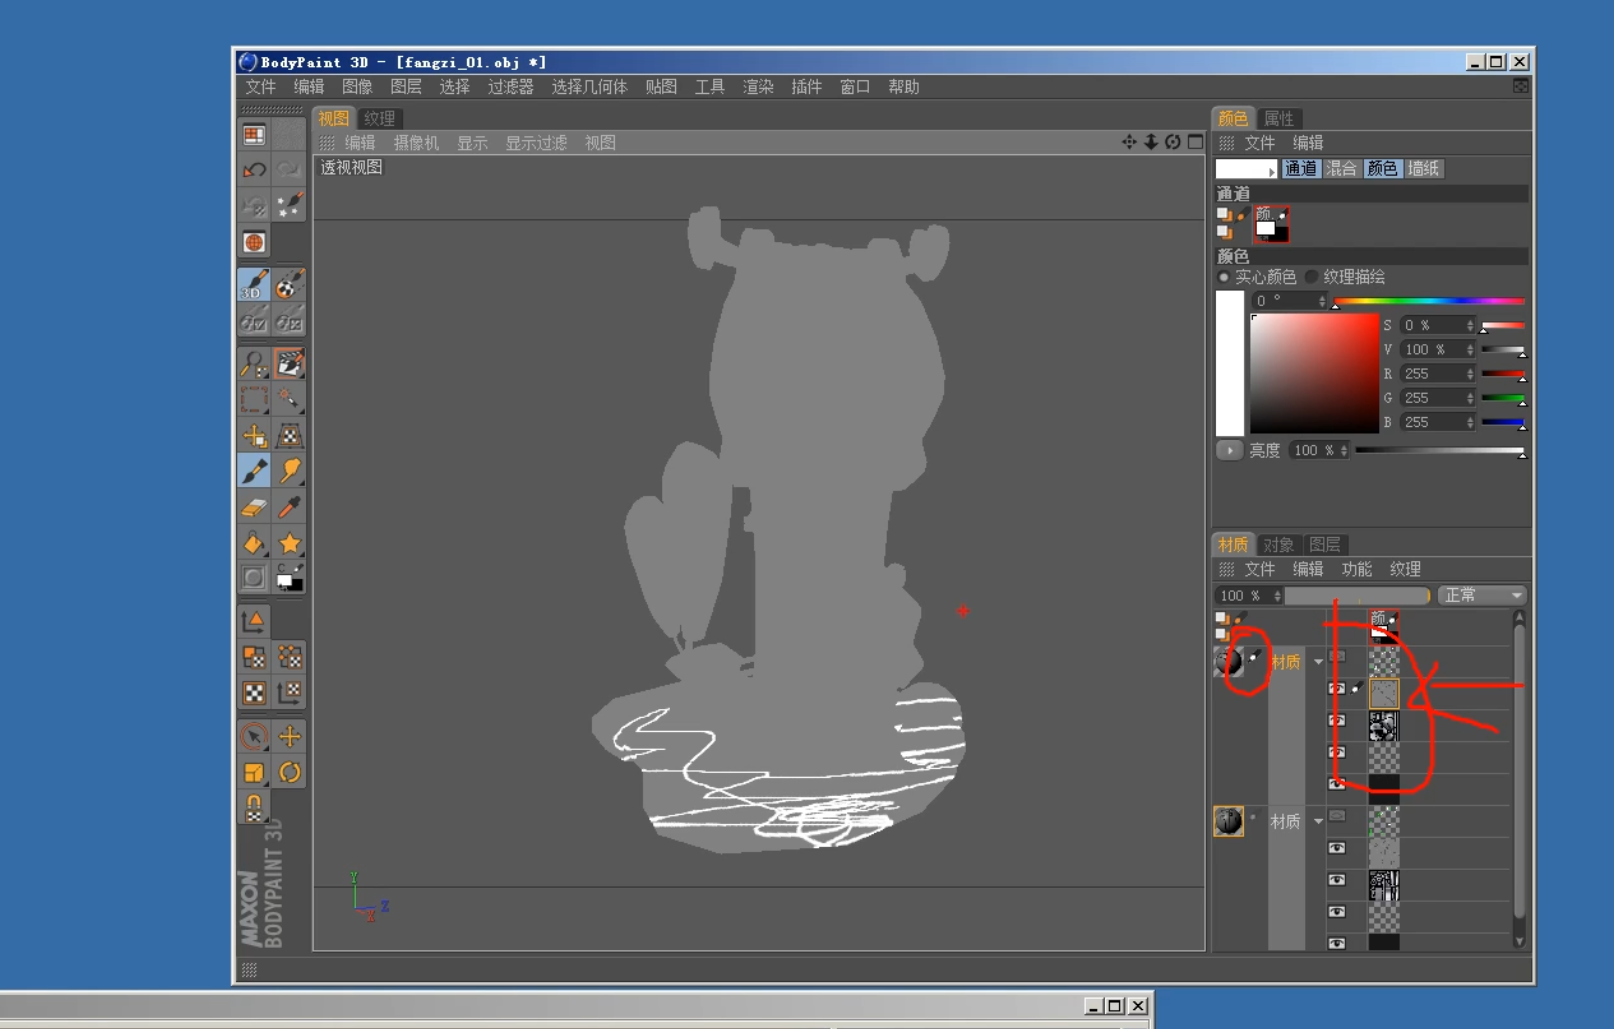 BodyPaint 3D - [fangzi_01.obj *]
文件 编辑 图像 图层 选择 过滤器 选择几何体 贴图 工具 渲染 插件 窗口 帮助
视图 纹理
编辑 摄像机 显示 显示过滤 视图
透视视图
颜色 属性
文件 编辑
通道 混合 颜色 墙纸
通道
颜.
颜色
实心颜色 纹理描绘
0 °
S 0 %
V 100 %
R 255
G 255
B 255
亮度 100 %
材质 对象 图层
文件 编辑 功能 纹理
100 % 正常
颜.
材质
材质
3D
C
Y
Z
X
MAXON
BODYPAINT 3D